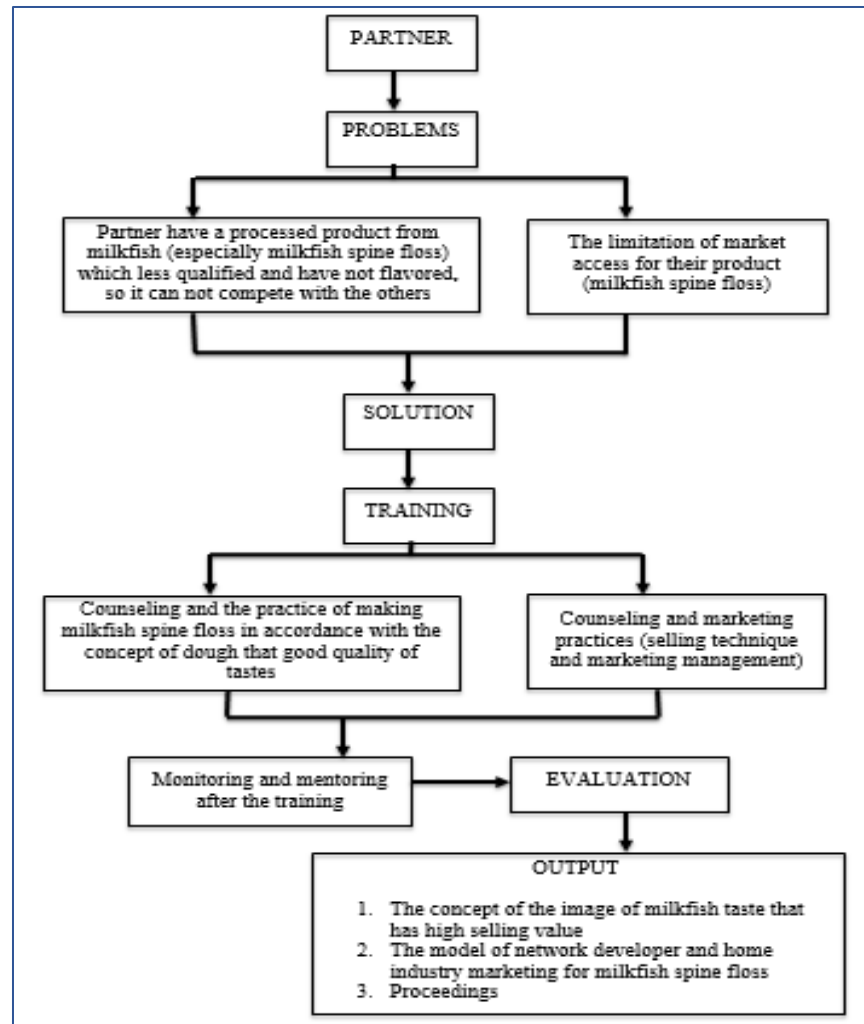 PARTNER
PROBLEMS
Partner have a processed product from
milkfish (especially milkfish spine floss)
which less qualified and have not flavored,
so it can not compete with the others
The limitation of market
access for their product
(milkfish spine floss)
SOLUTION
TRAINING
Counseling and the practice of making
milkfish spine floss in accordance with the
concept of dough that good quality of
tastes
Counseling and marketing
practices (selling technique
and marketing management)
Monitoring and mentoring
after the training
EVALUATION
OUTPUT
1. The concept of the image of milkfish taste that
has high selling value
2. The model of network developer and home
industry marketing for milkfish spine floss
3. Proceedings